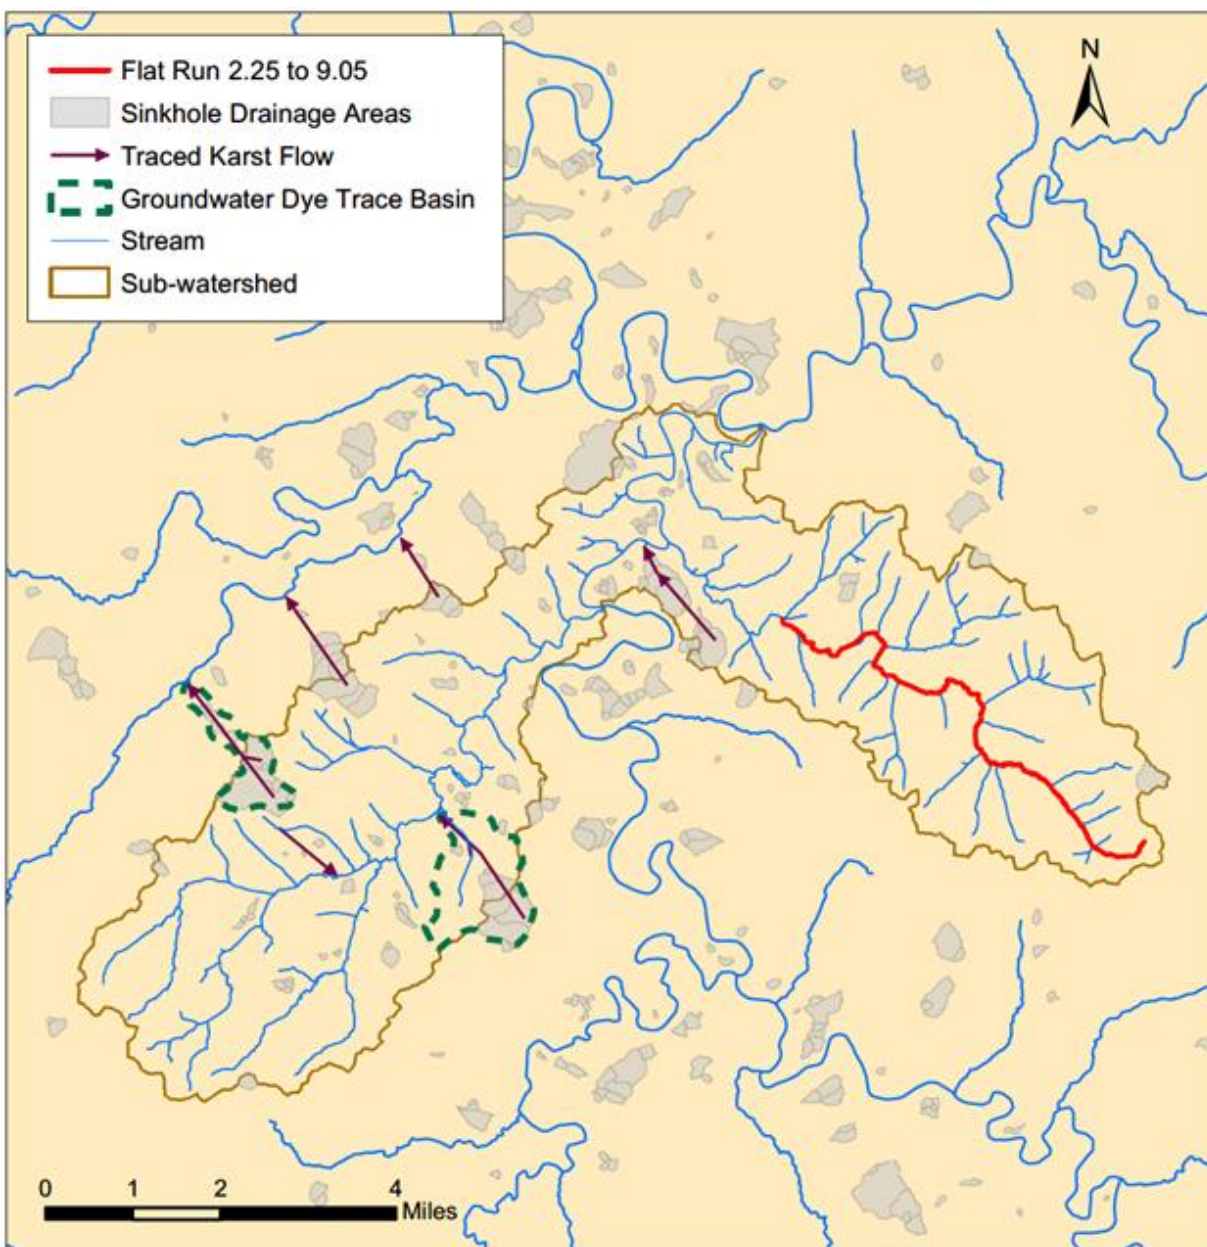 Flat Run 2.25 to 9.05
Sinkhole Drainage Areas
Traced Karst Flow
Groundwater Dye Trace Basin
Stream
Sub-watershed
N
0 1 2 4
Miles